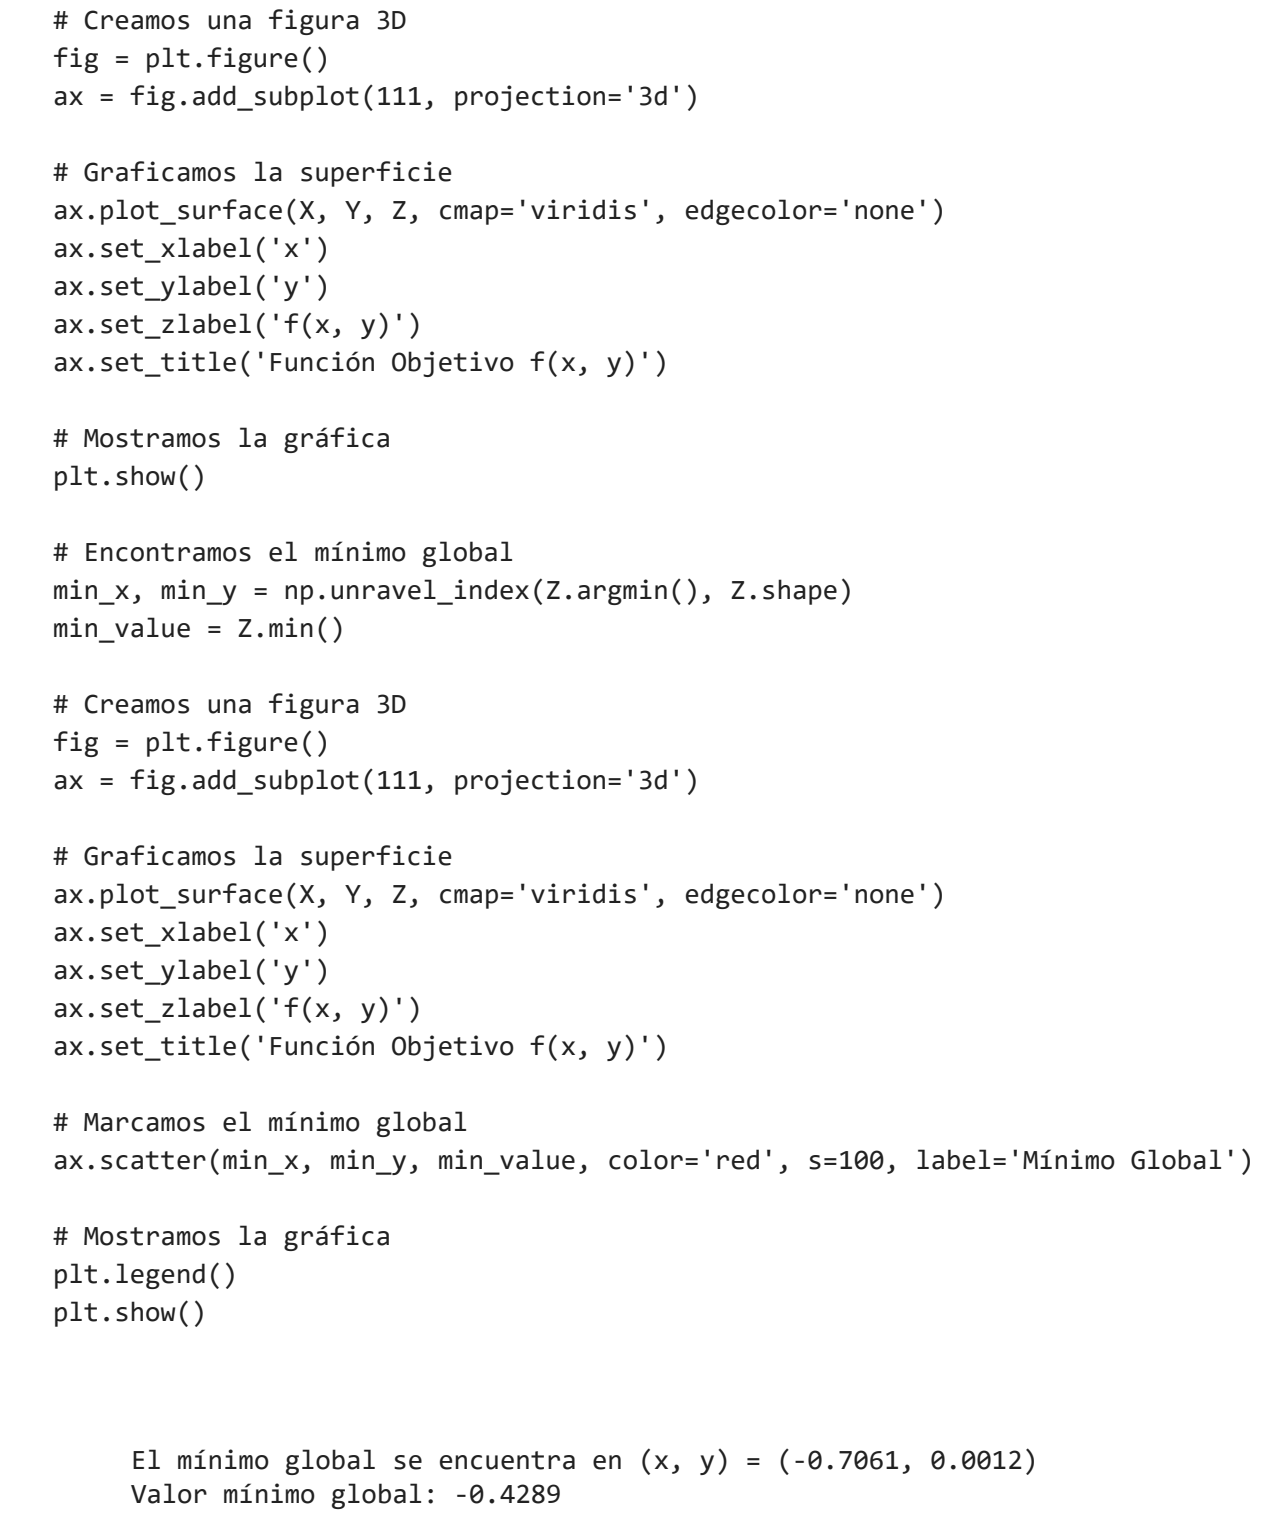 # Creamos una figura 3D
fig = plt.figure()
ax = fig.add_subplot(111, projection='3d')
# Graficamos la superficie
ax.plot_surface(X, Y, Z, cmap='viridis', edgecolor='none')
ax.set_xlabel('x')
ax.set_ylabel('y')
ax.set_zlabel('f(x, y)')
ax.set_title('Función Objetivo f(x, y)')
# Mostramos la gráfica
plt.show()
# Encontramos el mínimo global
min_x, min_y = np.unravel_index(Z.argmin(), Z.shape)
min_value = Z.min()
# Creamos una figura 3D
fig = plt.figure()
ax = fig.add_subplot(111, projection='3d')
# Graficamos la superficie
ax.plot_surface(X, Y, Z, cmap='viridis', edgecolor='none')
ax.set_xlabel('x')
ax.set_ylabel('y')
ax.set_zlabel('f(x, y)')
ax.set_title('Función Objetivo f(x, y)')
# Marcamos el mínimo global
ax.scatter(min_x, min_y, min_value, color='red', s=100, label='Mínimo Global')
# Mostramos la gráfica
plt.legend()
plt.show()
El mínimo global se encuentra en (x, y) = (-0.7061, 0.0012)
Valor mínimo global: -0.4289